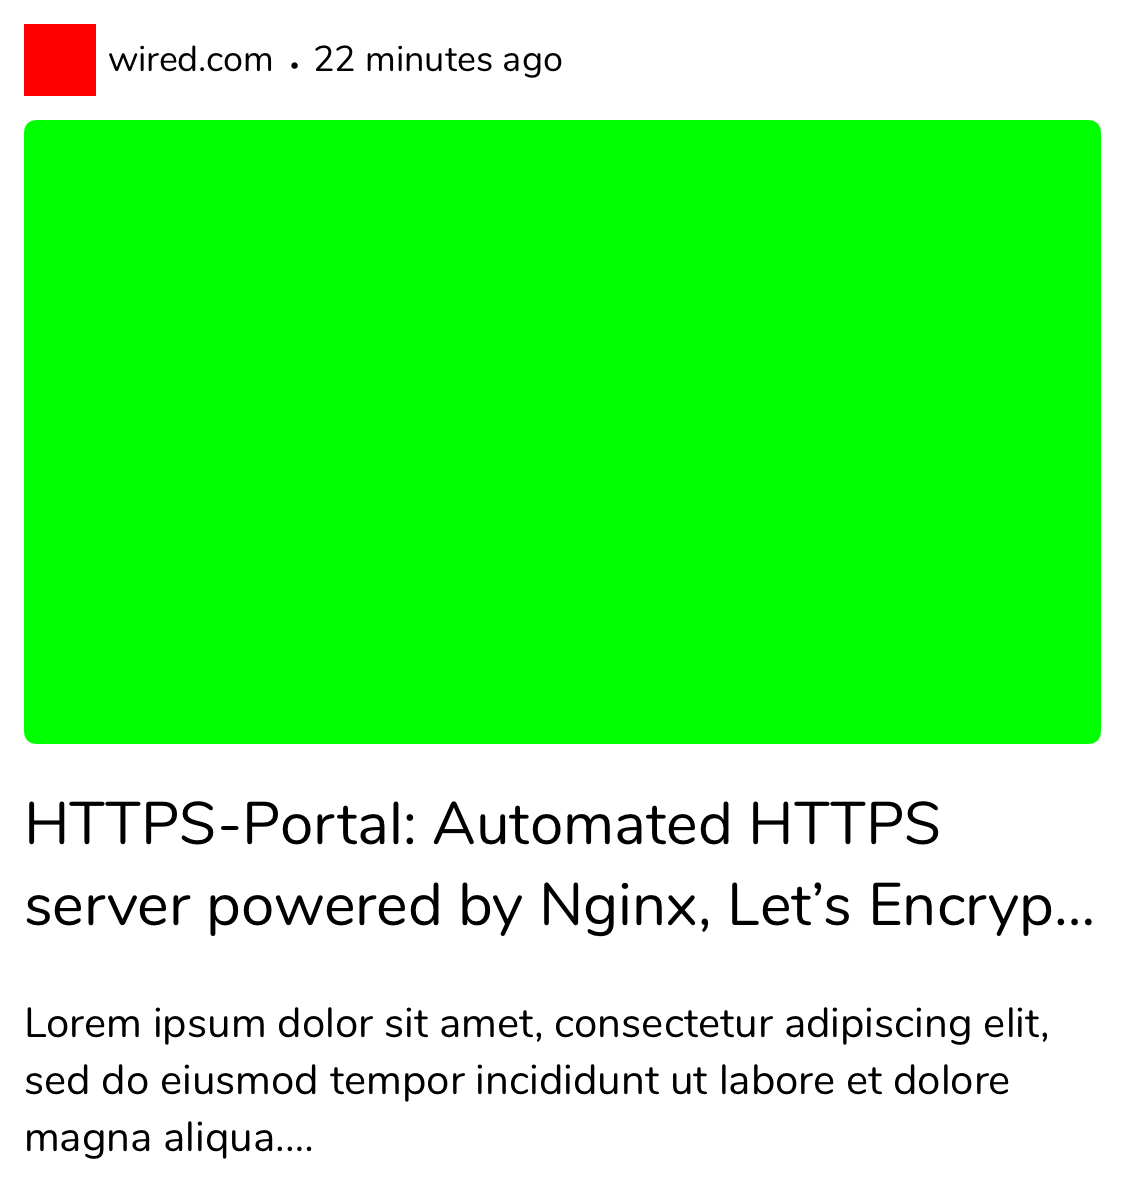 wired.com . 22 minutes ago
HTTPS-Portal: Automated HTTPS
server powered by Nginx, Let’s Encryp...
Lorem ipsum dolor sit amet, consectetur adipiscing elit,
sed do eiusmod tempor incididunt ut labore et dolore
magna aliqua....